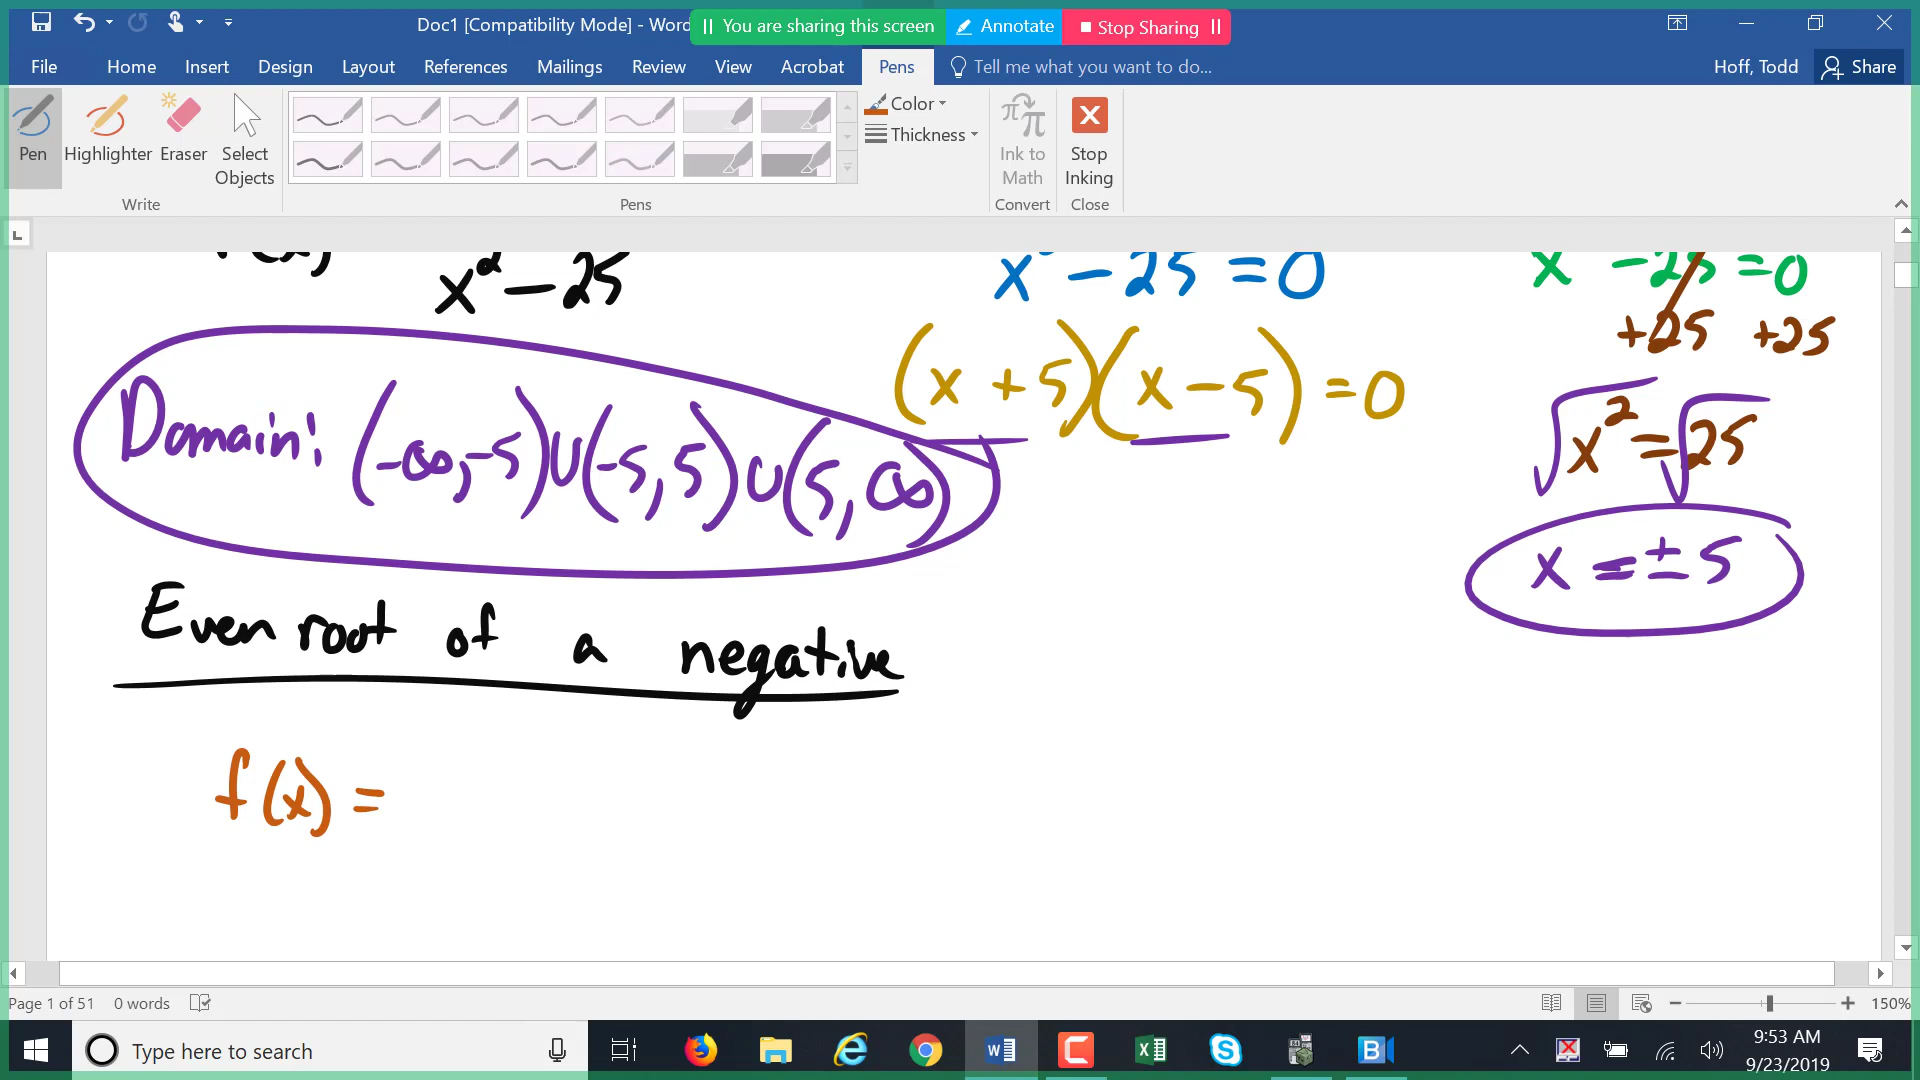 Doc1 [Compatibility Mode] - Word
You are sharing this screen
Annotate
Stop Sharing
File Home Insert Design Layout References Mailings Review View Acrobat Pens Tell me what you want to do... Hoff, Todd Share
Pen Highlighter Eraser Select Objects
Color
Thickness
Ink to Math
Stop Inking
Write Pens Convert Close
x² − 25
x² − 25 = 0
x − 25 = 0
+25 +25
(x + 5)(x − 5) = 0
Domain: (-∞,-5)∪(-5,5)∪(5,∞)
√x² = √25
x = ± 5
Even root of a negative
f(x) =
Page 1 of 51 0 words 150%
Type here to search
9:53 AM
9/23/2019